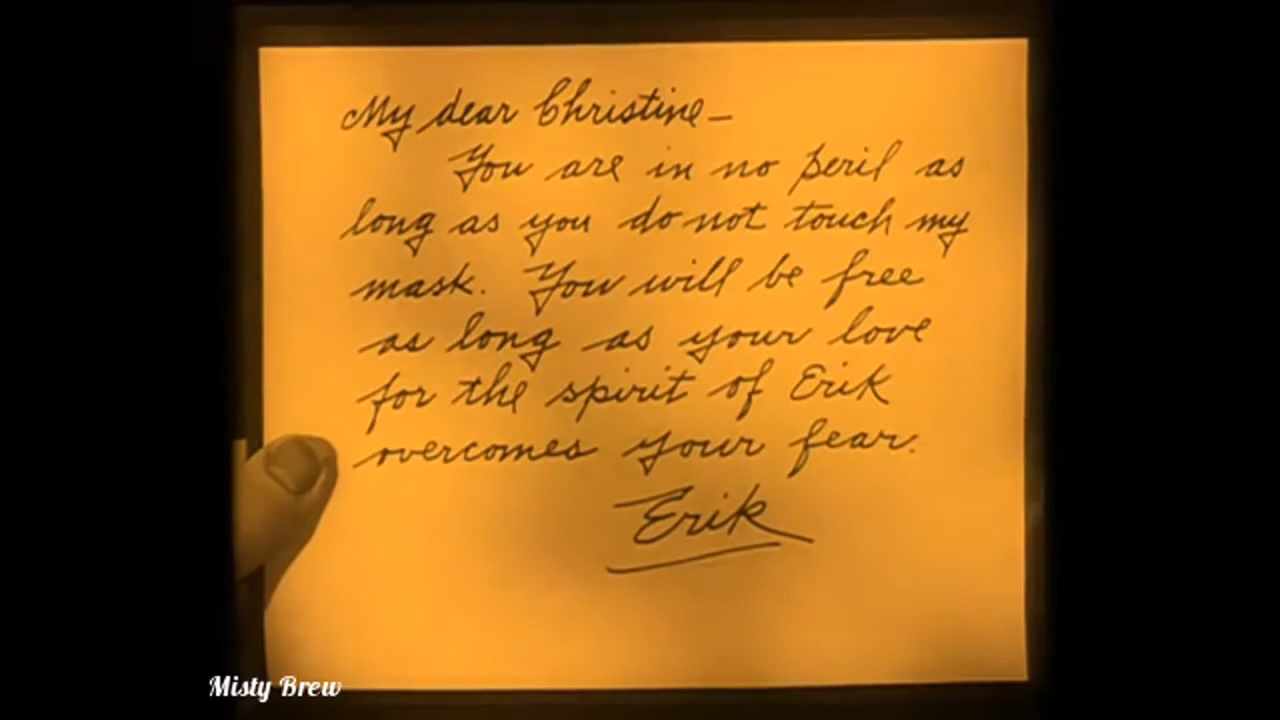 My dear Christine—
You are in no peril as
long as you do not touch my
mask. You will be free
as long as your love
for the spirit of Erik
overcomes your fear.
Erik
Misty Brew